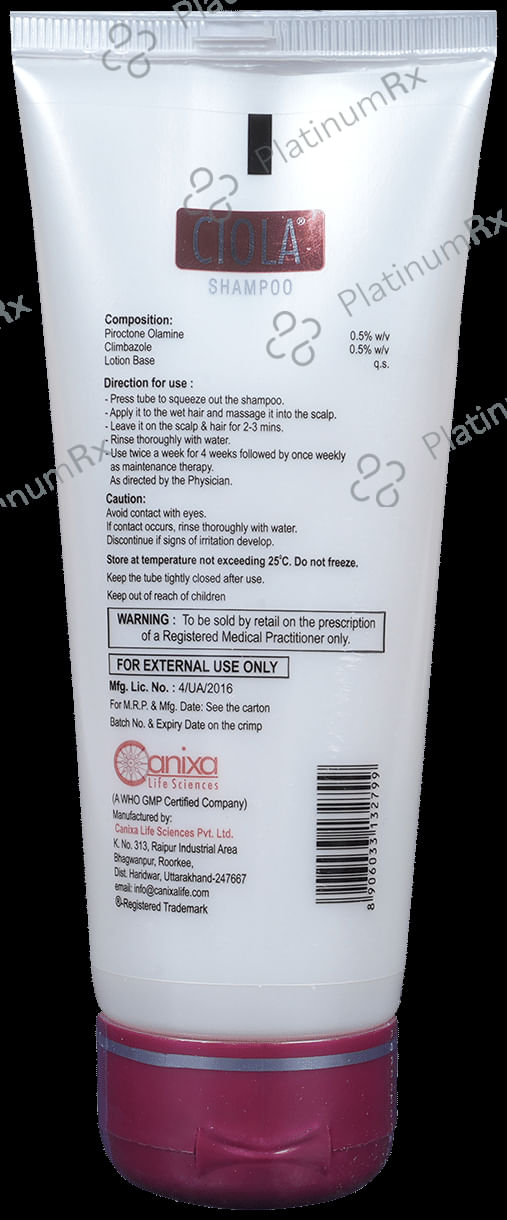 PlatinumRx
PlatinumRx
CIOLA®
SHAMPOO
PlatinumRx
Rx
Composition:
Piroctone Olamine 0.5% w/v
Climbazole 0.5% w/v
Lotion Base q.s.
Direction for use :
- Press tube to squeeze out the shampoo.
- Apply it to the wet hair and massage it into the scalp.
- Leave it on the scalp & hair for 2-3 mins.
- Rinse thoroughly with water.
- Use twice a week for 4 weeks followed by once weekly
as maintenance therapy.
As directed by the Physician.
Platinum
tinumRx
Caution:
Avoid contact with eyes.
If contact occurs, rinse thoroughly with water.
Discontinue if signs of irritation develop.
Store at temperature not exceeding 25°C. Do not freeze.
Keep the tube tightly closed after use.
Keep out of reach of children
WARNING : To be sold by retail on the prescription
of a Registered Medical Practitioner only.
FOR EXTERNAL USE ONLY
Mfg. Lic. No. : 4/UA/2016
For M.R.P. & Mfg. Date: See the carton
Batch No. & Expiry Date on the crimp
Canixa
Life Sciences
(A WHO GMP Certified Company)
Manufactured by:
Canixa Life Sciences Pvt. Ltd.
K. No. 313, Raipur Industrial Area
Bhagwanpur, Roorkee,
Dist. Haridwar, Uttarakhand-247667
email: info@canixalife.com
®-Registered Trademark
8 906033 132799